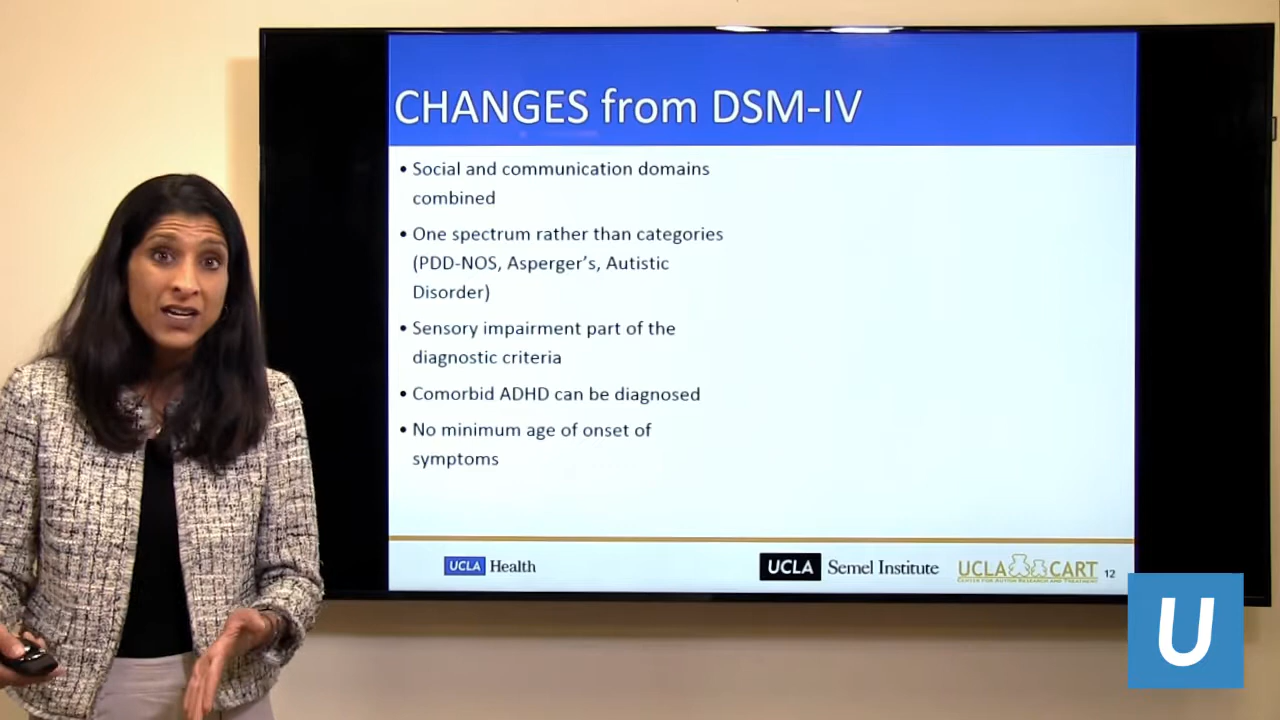 CHANGES from DSM-IV
• Social and communication domains
combined
• One spectrum rather than categories
(PDD-NOS, Asperger’s, Autistic
Disorder)
• Sensory impairment part of the
diagnostic criteria
• Comorbid ADHD can be diagnosed
• No minimum age of onset of
symptoms
UCLA Health
UCLA Semel Institute
UCLA CART
CENTER FOR AUTISM RESEARCH AND TREATMENT
12
U